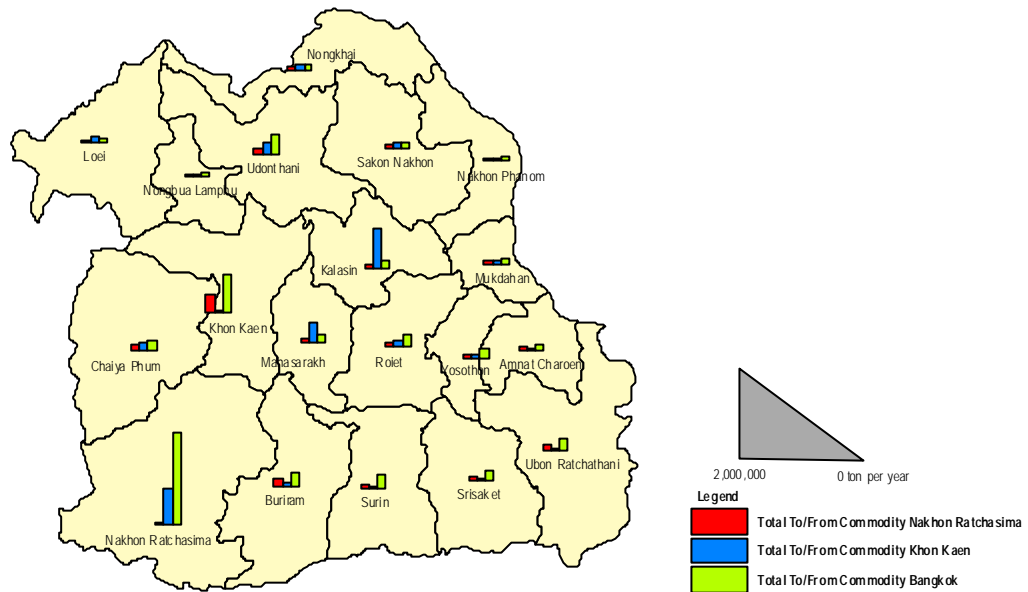 Nongkhai
Loei
Udonthani
Sakon Nakhon
Nakhon Phanom
Nongbua Lamphu
Kalasin
Mukdahan
Khon Kaen
Chaiya Phum
Mahasarakh
Roiet
Yosothon
Amnat Charoen
Ubon Ratchathani
Nakhon Ratchasima
Buriram
Surin
Srisaket
2,000,000 0 ton per year
Legend
Total To/From Commodity Nakhon Ratchasima
Total To/From Commodity Khon Kaen
Total To/From Commodity Bangkok